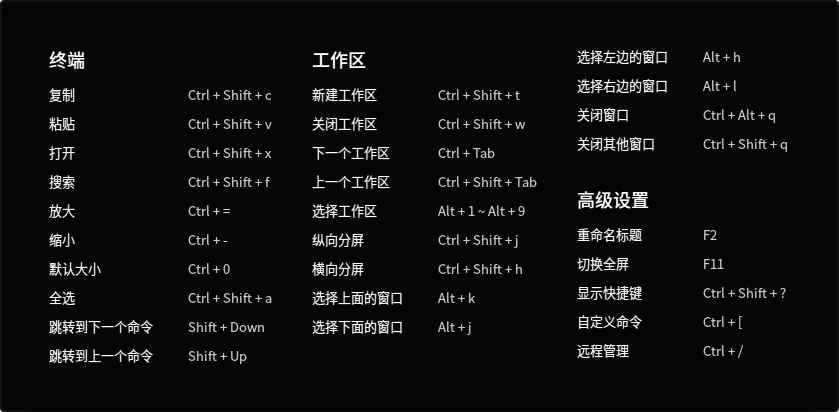 终端
复制 Ctrl + Shift + c
粘贴 Ctrl + Shift + v
打开 Ctrl + Shift + x
搜索 Ctrl + Shift + f
放大 Ctrl + =
缩小 Ctrl + -
默认大小 Ctrl + 0
全选 Ctrl + Shift + a
跳转到下一个命令 Shift + Down
跳转到上一个命令 Shift + Up
工作区
新建工作区 Ctrl + Shift + t
关闭工作区 Ctrl + Shift + w
下一个工作区 Ctrl + Tab
上一个工作区 Ctrl + Shift + Tab
选择工作区 Alt + 1 ~ Alt + 9
纵向分屏 Ctrl + Shift + j
横向分屏 Ctrl + Shift + h
选择上面的窗口 Alt + k
选择下面的窗口 Alt + j
选择左边的窗口 Alt + h
选择右边的窗口 Alt + l
关闭窗口 Ctrl + Alt + q
关闭其他窗口 Ctrl + Shift + q
高级设置
重命名标题 F2
切换全屏 F11
显示快捷键 Ctrl + Shift + ?
自定义命令 Ctrl + [
远程管理 Ctrl + /